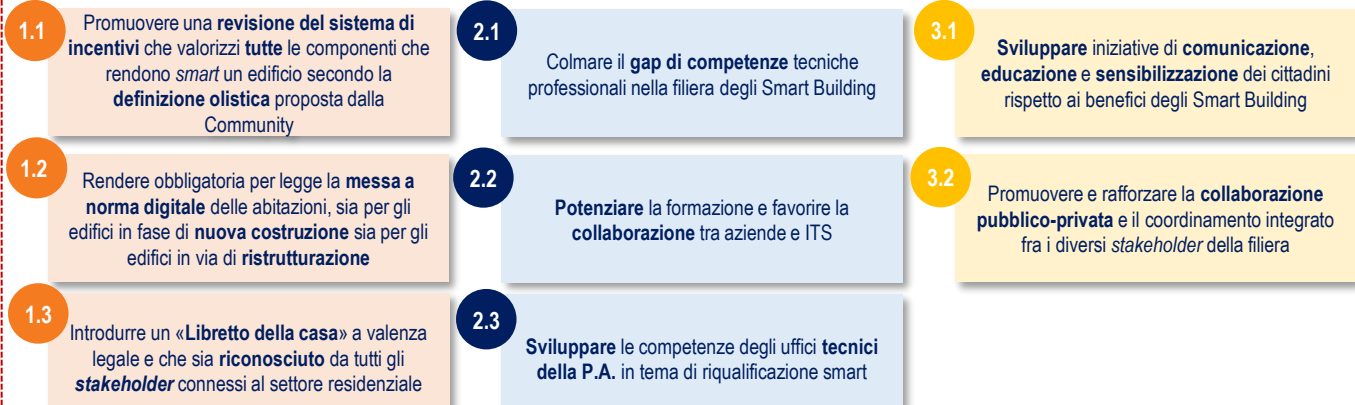 1.1
Promuovere una revisione del sistema di
incentivi che valorizzi tutte le componenti che
rendono smart un edificio secondo la
definizione olistica proposta dalla
Community
1.2
Rendere obbligatoria per legge la messa a
norma digitale delle abitazioni, sia per gli
edifici in fase di nuova costruzione sia per gli
edifici in via di ristrutturazione
1.3
Introdurre un «Libretto della casa» a valenza
legale e che sia riconosciuto da tutti gli
stakeholder connessi al settore residenziale
2.1
Colmare il gap di competenze tecniche
professionali nella filiera degli Smart Building
2.2
Potenziare la formazione e favorire la
collaborazione tra aziende e ITS
2.3
Sviluppare le competenze degli uffici tecnici
della P.A. in tema di riqualificazione smart
3.1
Sviluppare iniziative di comunicazione,
educazione e sensibilizzazione dei cittadini
rispetto ai benefici degli Smart Building
3.2
Promuovere e rafforzare la collaborazione
pubblico-privata e il coordinamento integrato
fra i diversi stakeholder della filiera